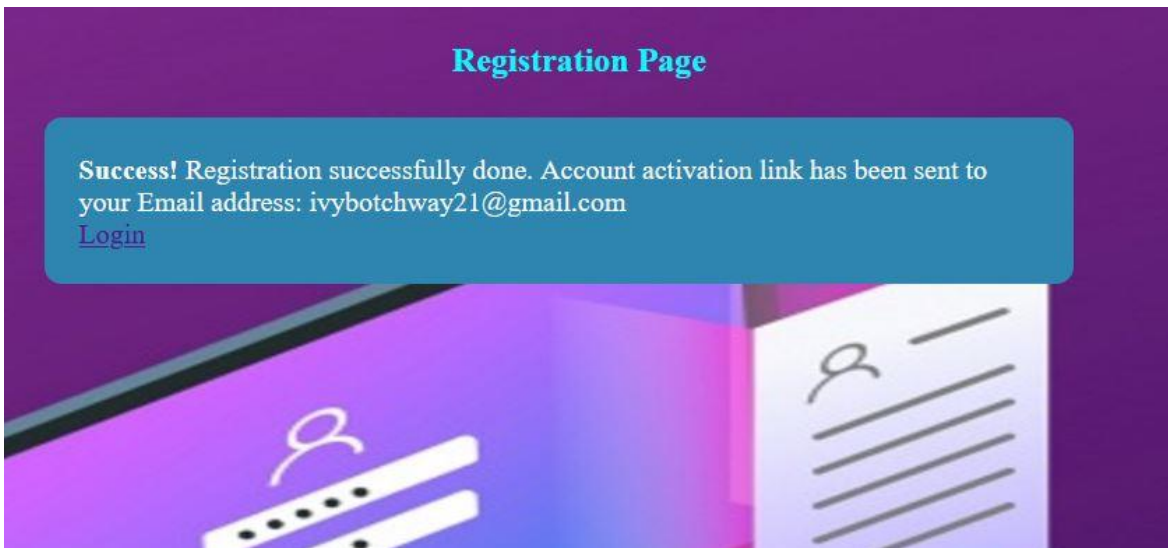 Registration Page
Success! Registration successfully done. Account activation link has been sent to
your Email address: ivybotchway21@gmail.com
Login